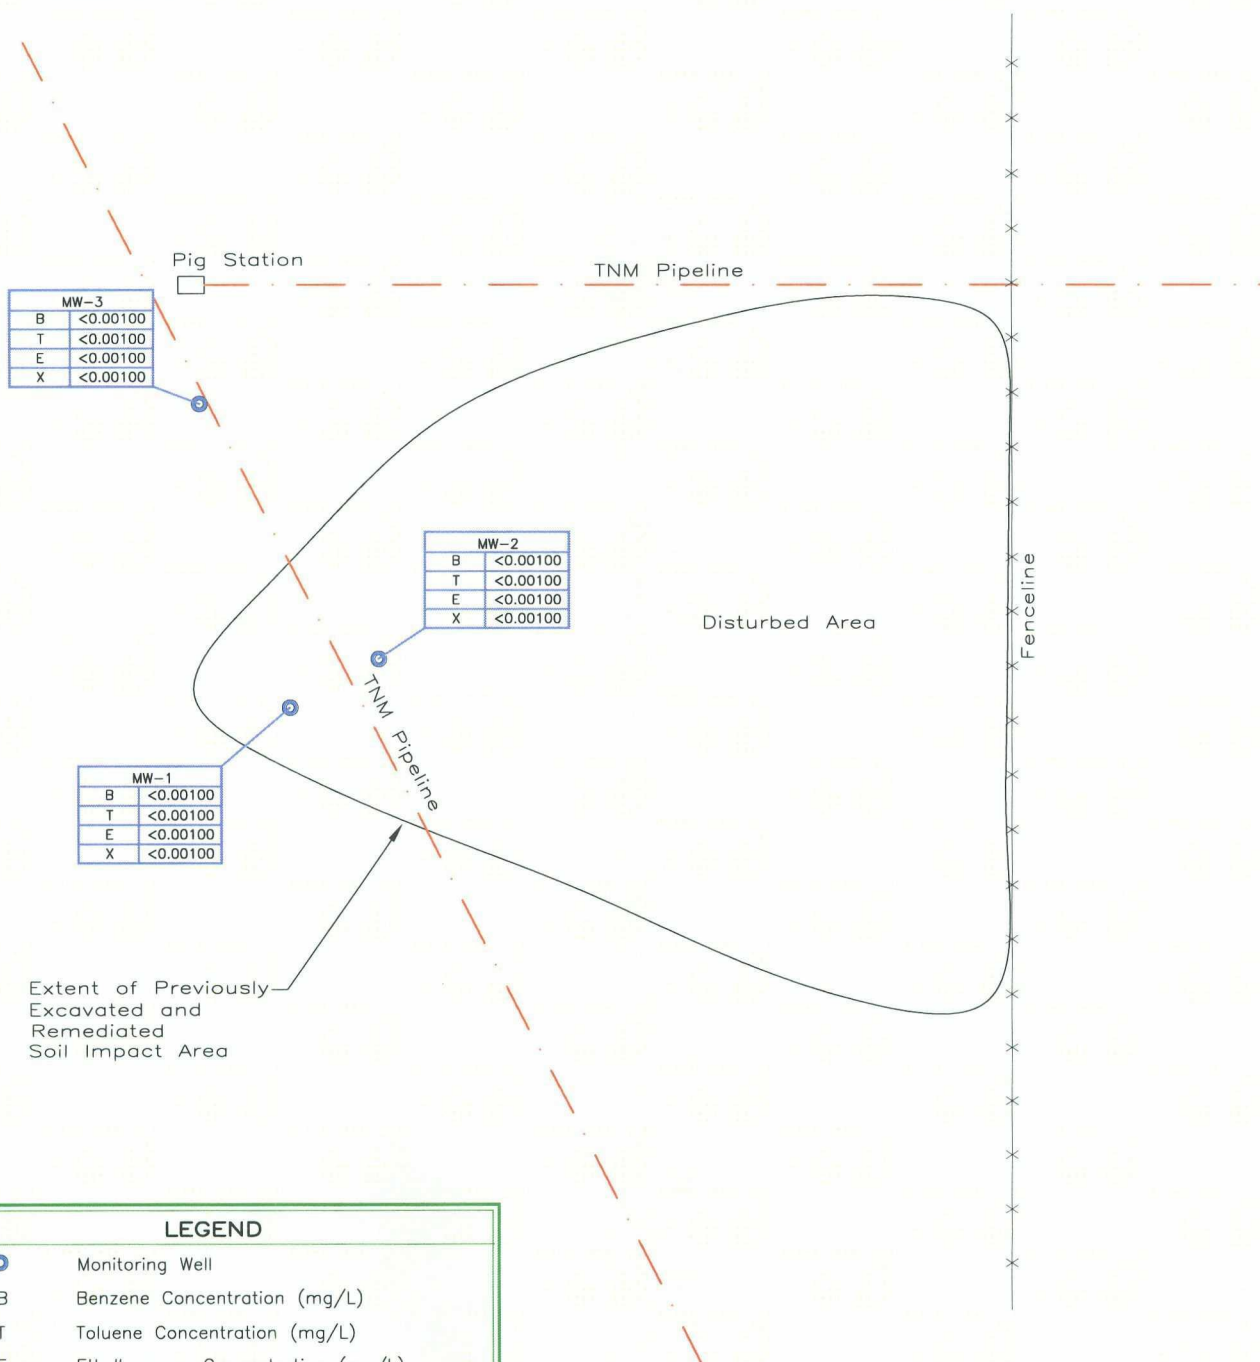 Pig Station
TNM Pipeline
MW-3
B <0.00100
T <0.00100
E <0.00100
X <0.00100
MW-2
B <0.00100
T <0.00100
E <0.00100
X <0.00100
Disturbed Area
Fenceline
TNM Pipeline
MW-1
B <0.00100
T <0.00100
E <0.00100
X <0.00100
Extent of Previously
Excavated and
Remediated
Soil Impact Area
LEGEND
Monitoring Well
B Benzene Concentration (mg/L)
T Toluene Concentration (mg/L)